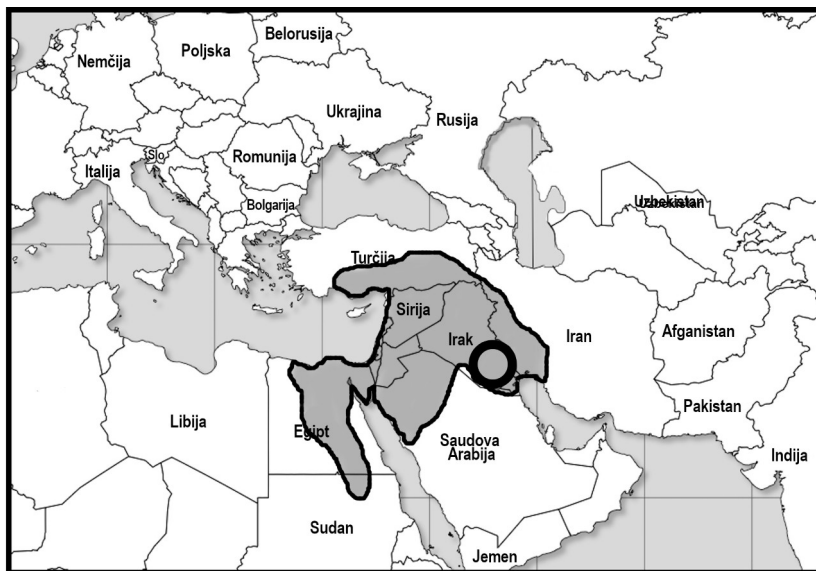 Belorusija
Poljska
Nemčija
Ukrajina
Rusija
Slo
Romunija
Italija
Bolgarija
Uzbekistan
Uzbekistan
Turčija
Sirija
Irak
Iran
Afganistan
Pakistan
Libija
Egipt
Saudova
Arabija
Indija
Sudan
Jemen